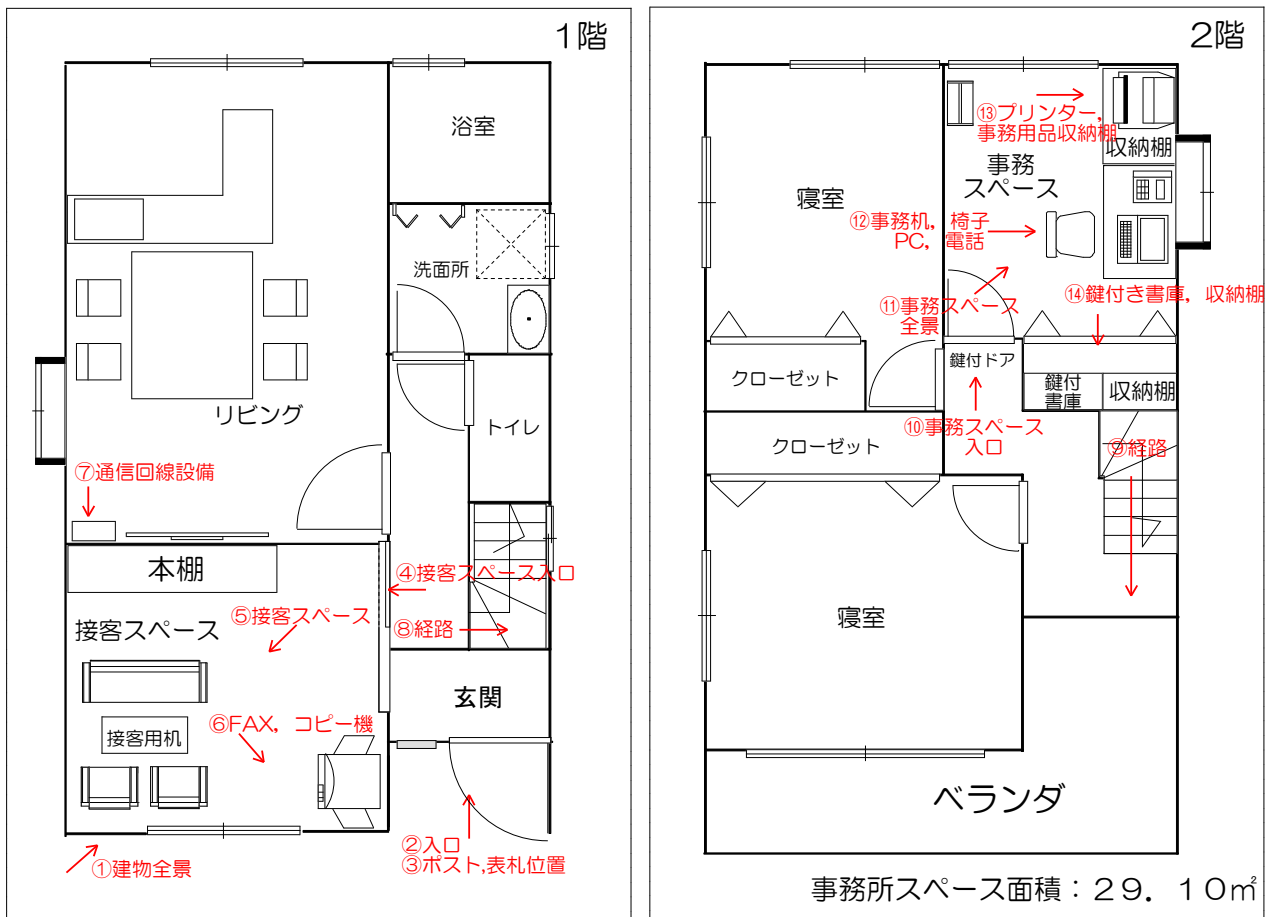 1階
浴室
洗面所
リビング
トイレ
⑦通信回線設備
本棚
④接客スペース入口
⑤接客スペース
接客スペース
⑧経路
玄関
⑥FAX，コピー機
接客用机
②入口
③ポスト,表札位置
①建物全景
2階
⑬プリンター，
事務用品収納棚
収納棚
事務
スペース
寝室
⑫事務机，椅子
PC，電話
⑪事務スペース
全景
⑭鍵付き書庫，収納棚
鍵付ドア
クローゼット
鍵付
書庫
収納棚
⑩事務スペース
入口
クローゼット
⑨経路
寝室
ベランダ
事務所スペース面積：２９．１０㎡